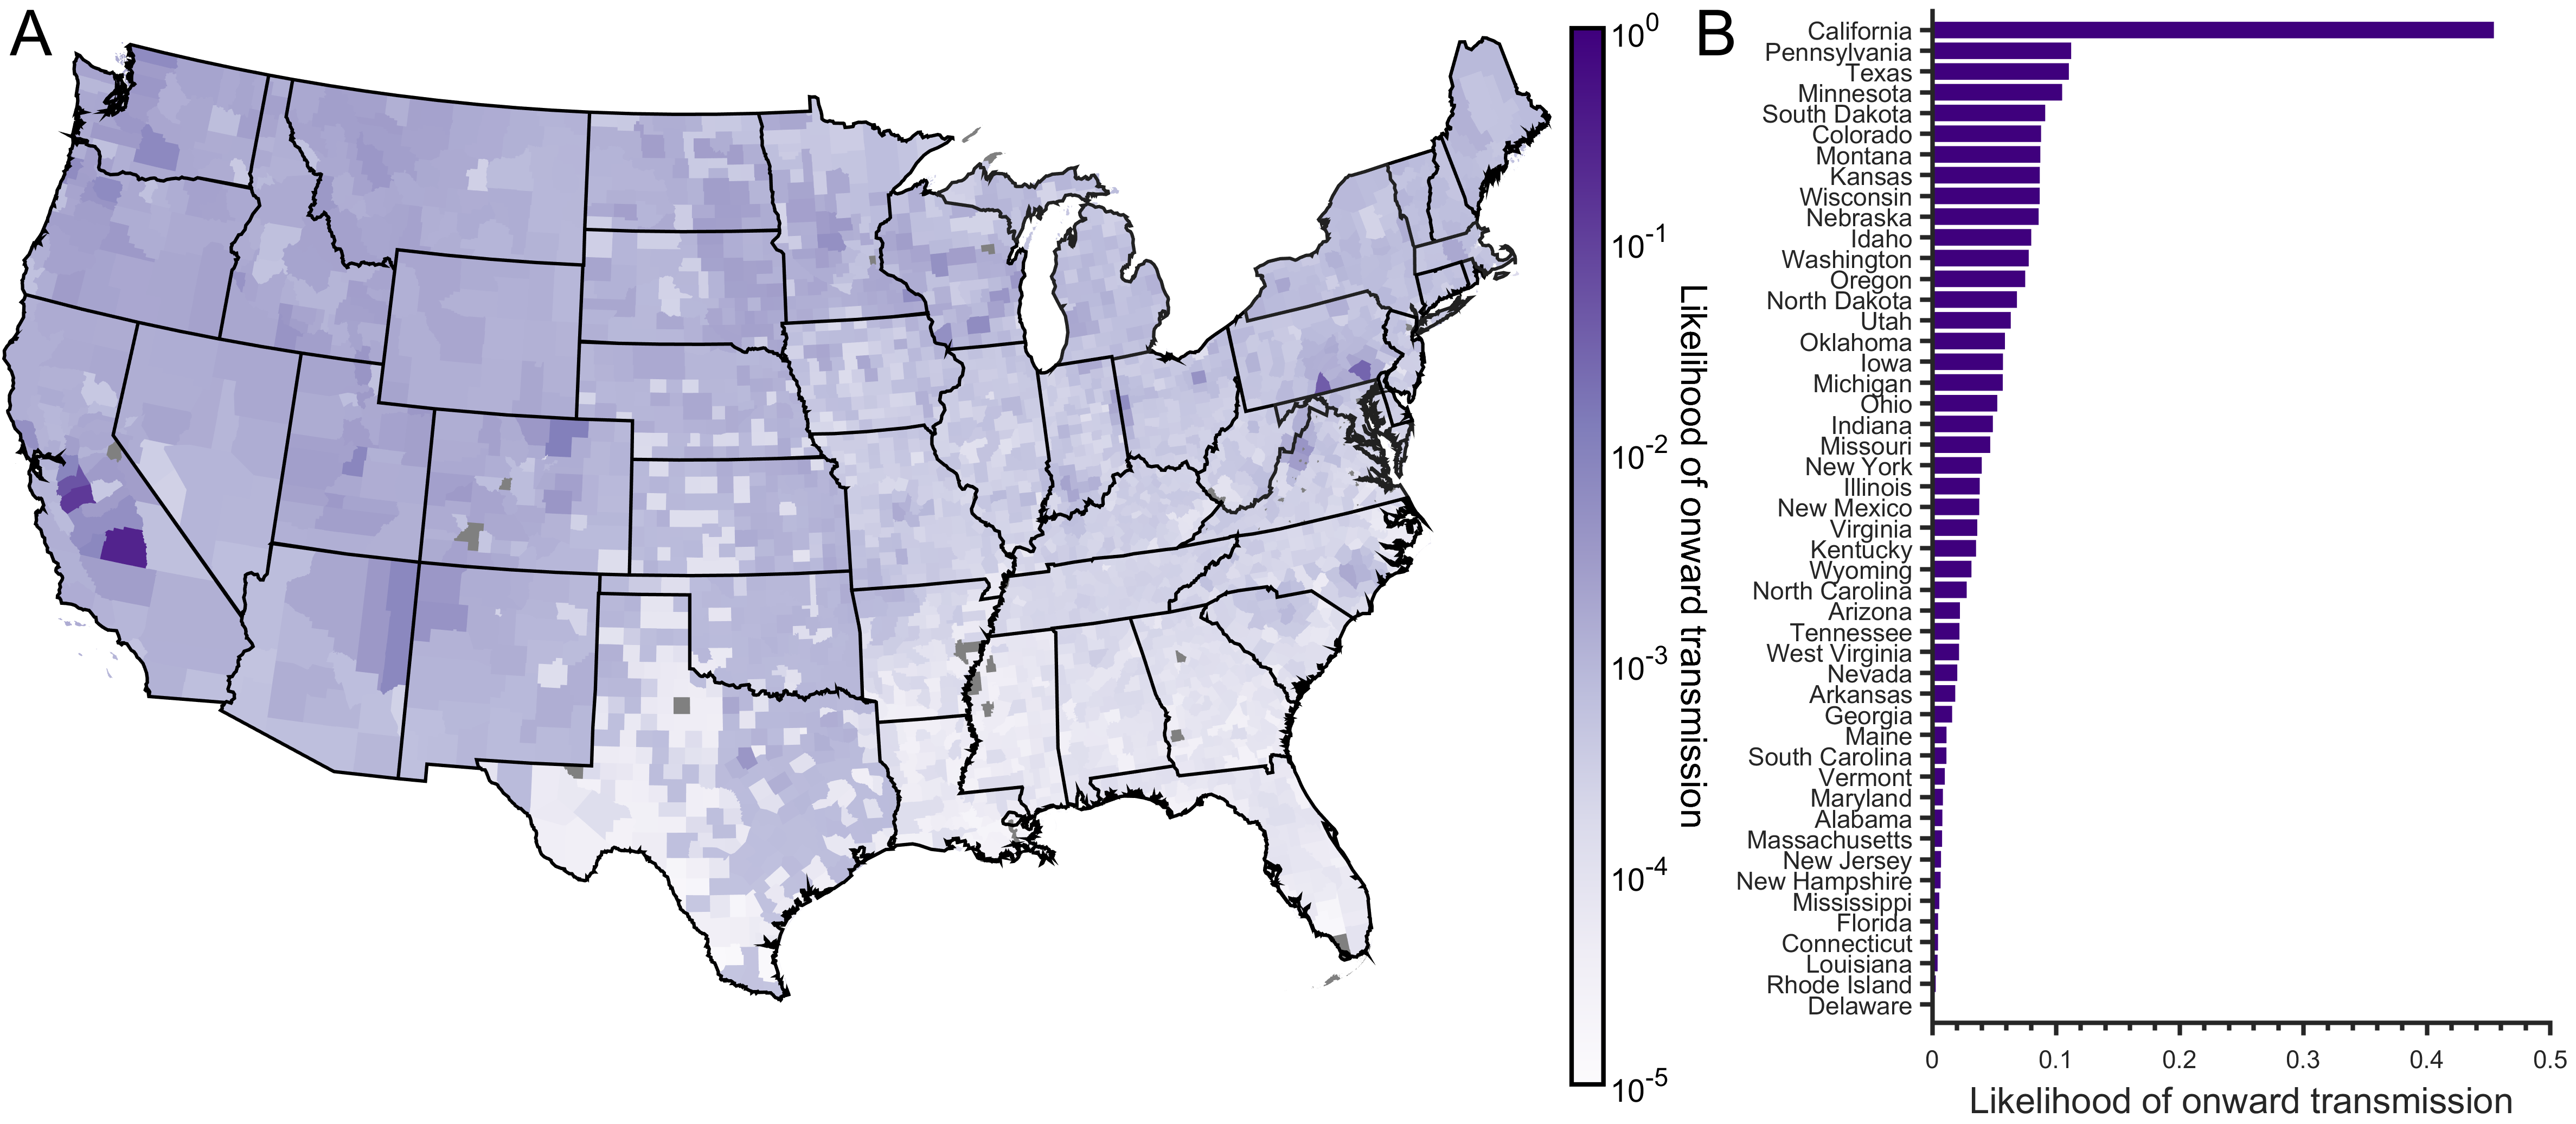 A
10^0
10^-1
10^-2
10^-3
10^-4
10^-5
Likelihood of onward transmission
B
California
Pennsylvania
Texas
Minnesota
South Dakota
Colorado
Montana
Kansas
Wisconsin
Nebraska
Idaho
Washington
Oregon
North Dakota
Utah
Oklahoma
Iowa
Michigan
Ohio
Indiana
Missouri
New York
Illinois
New Mexico
Virginia
Kentucky
Wyoming
North Carolina
Arizona
Tennessee
West Virginia
Nevada
Arkansas
Georgia
Maine
South Carolina
Vermont
Maryland
Alabama
Massachusetts
New Jersey
New Hampshire
Mississippi
Florida
Connecticut
Louisiana
Rhode Island
Delaware
0 0.1 0.2 0.3 0.4 0.5
Likelihood of onward transmission